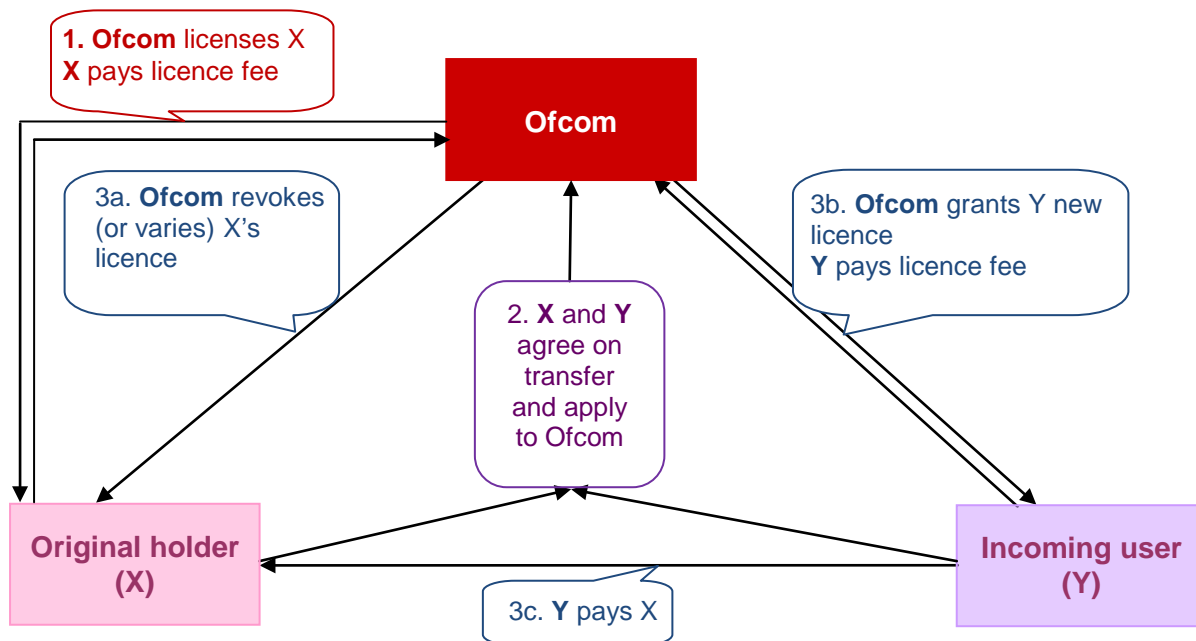 1. Ofcom licenses X
X pays licence fee
Ofcom
3a. Ofcom revokes
(or varies) X’s
licence
3b. Ofcom grants Y new
licence
Y pays licence fee
2. X and Y
agree on
transfer
and apply
to Ofcom
Original holder
(X)
Incoming user
(Y)
3c. Y pays X